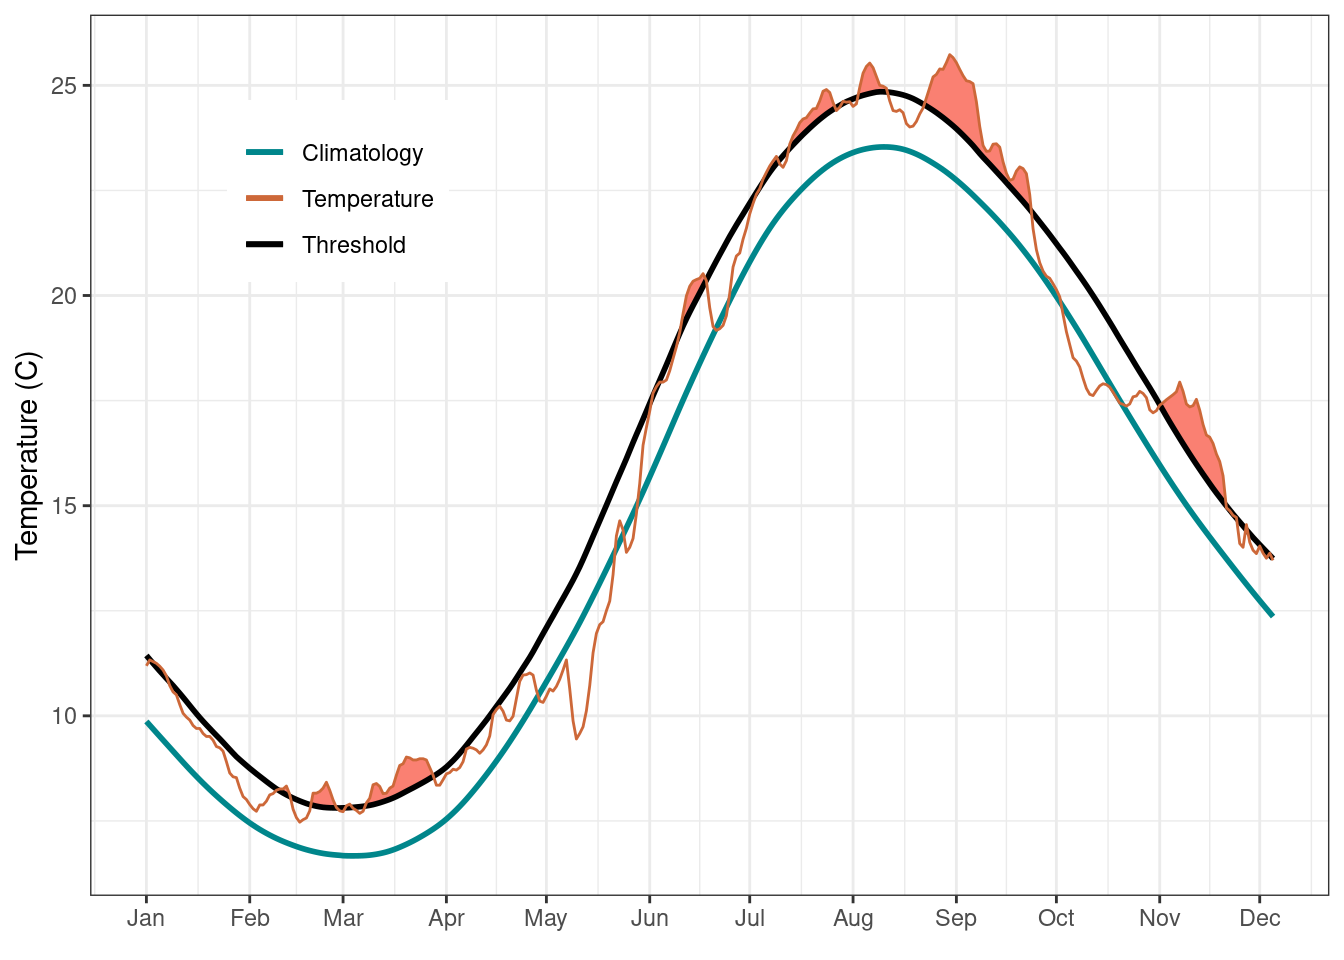 25
20
15
10
Temperature (C)
Climatology
Temperature
Threshold
Jan Feb Mar Apr May Jun Jul Aug Sep Oct Nov Dec